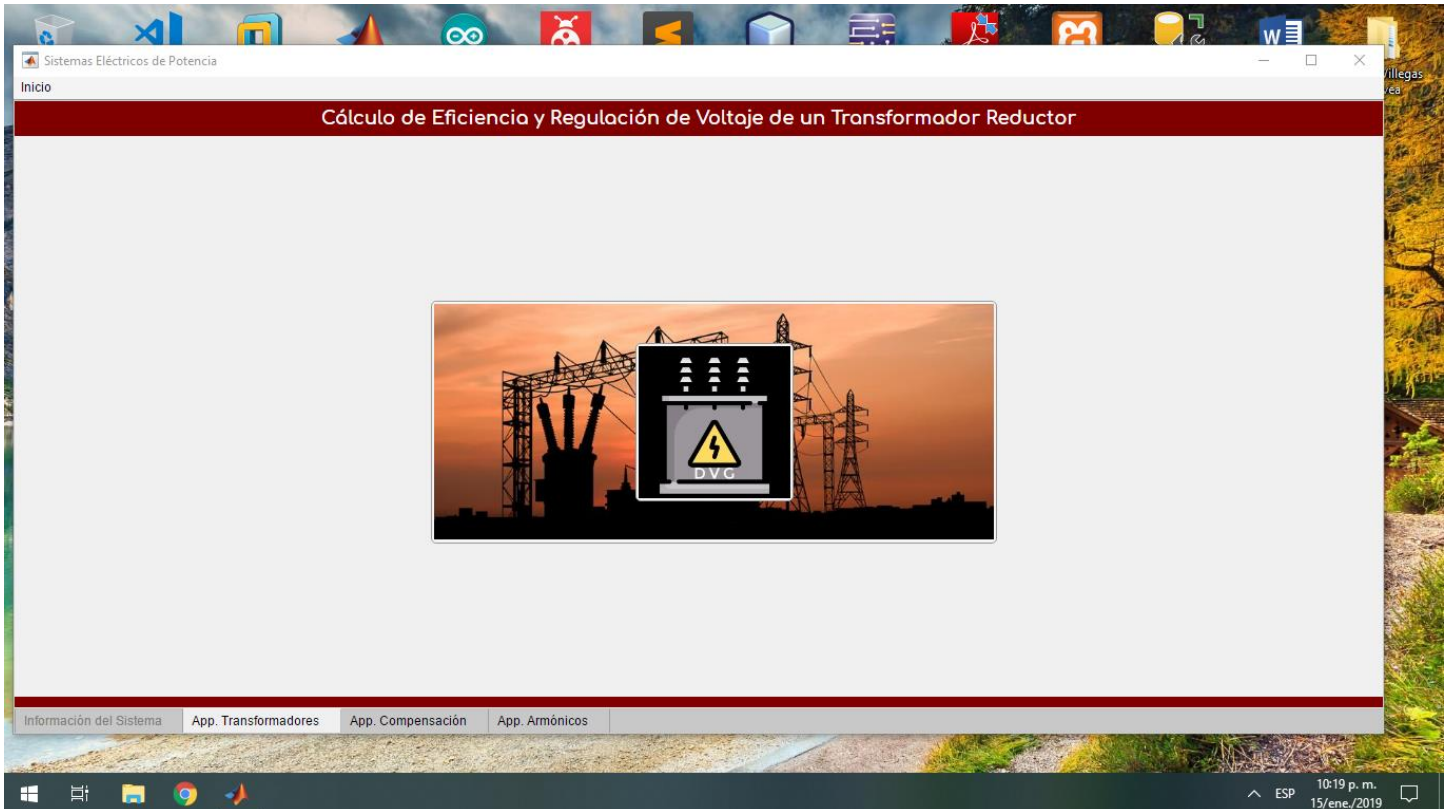 W
Sistemas Eléctricos de Potencia
Villegas
Inicio
Cálculo de Eficiencia y Regulación de Voltaje de un Transformador Reductor
DVG
Información del Sistema
App. Transformadores
App. Compensación
App. Armónicos
ESP
10:19 p. m.
15/ene./2019